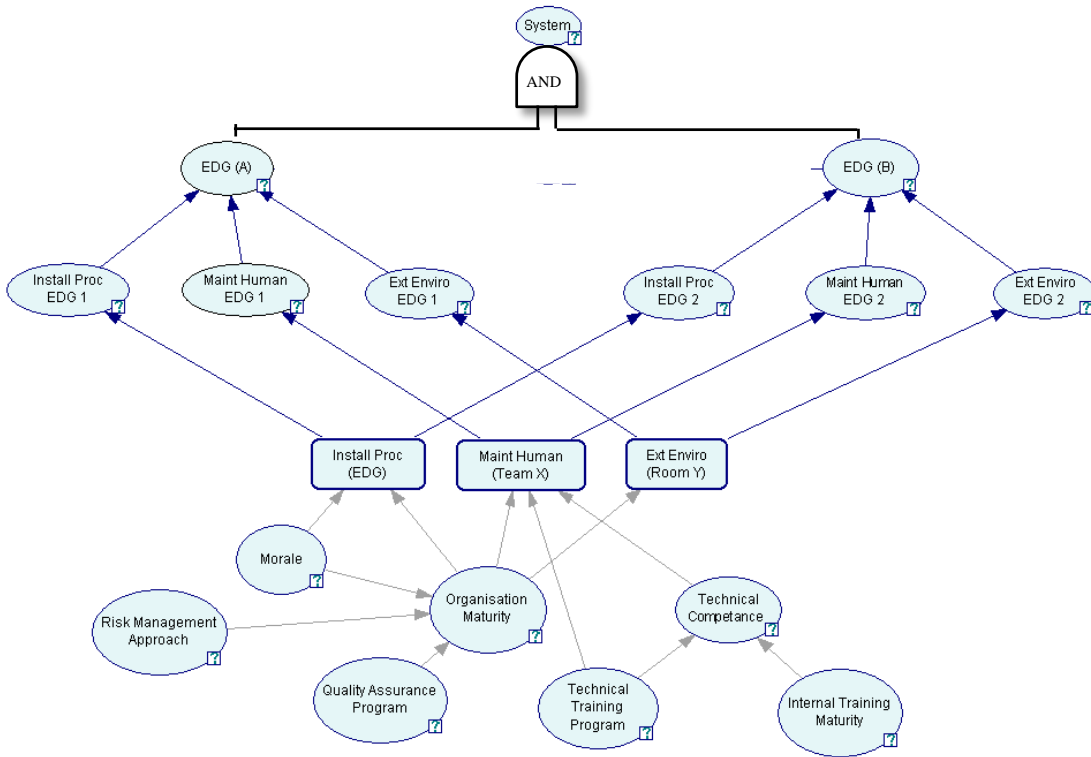 System
?
AND
EDG (A)
?
EDG (B)
?
Install Proc
EDG 1
?
Maint Human
EDG 1
?
Ext Enviro
EDG 1
?
Install Proc
EDG 2
?
Maint Human
EDG 2
?
Ext Enviro
EDG 2
?
Install Proc
(EDG)
Maint Human
(Team X)
Ext Enviro
(Room Y)
Morale
?
Organisation
Maturity
?
Technical
Competance
?
Risk Management
Approach
?
Quality Assurance
Program
?
Technical
Training
Program
?
Internal Training
Maturity
?